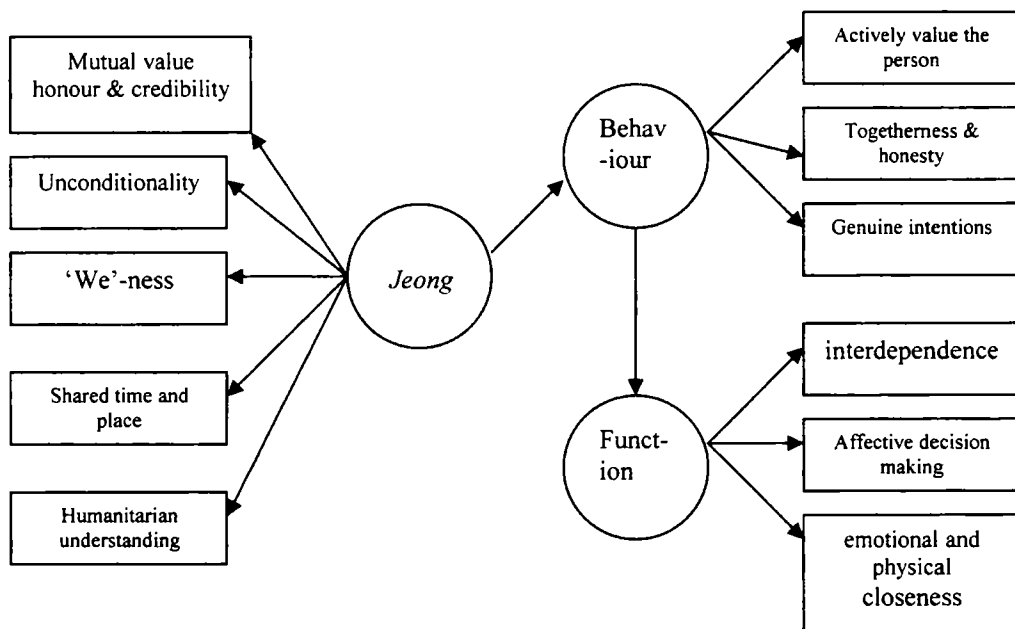 Mutual value
honour & credibility
Unconditionality
‘We’-ness
Shared time and
place
Humanitarian
understanding
Jeong
Behav
-iour
Funct-
ion
Actively value the
person
Togetherness &
honesty
Genuine intentions
interdependence
Affective decision
making
emotional and
physical
closeness